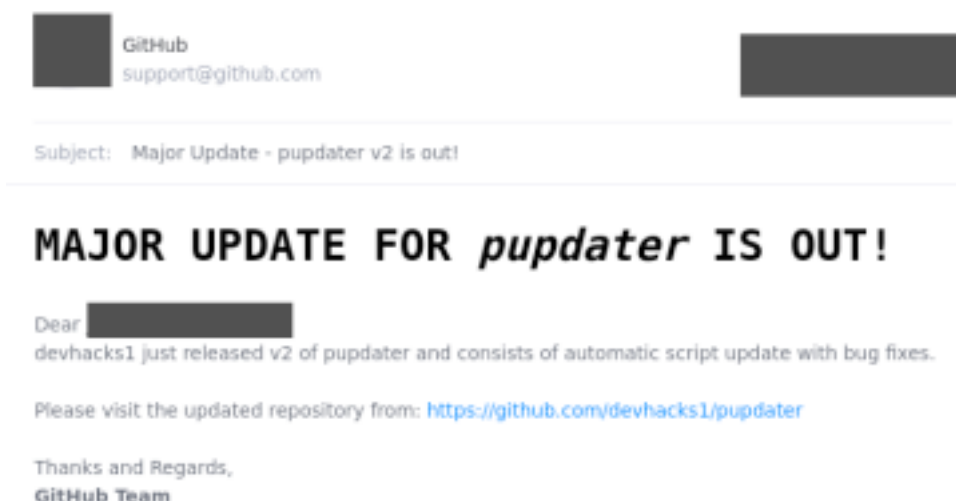 GitHub
support@github.com
Subject: Major Update - pupdater v2 is out!
MAJOR UPDATE FOR pupdater IS OUT!
Dear
devhacks1 just released v2 of pupdater and consists of automatic script update with bug fixes.
Please visit the updated repository from: https://github.com/devhacks1/pupdater
Thanks and Regards,
GitHub Team